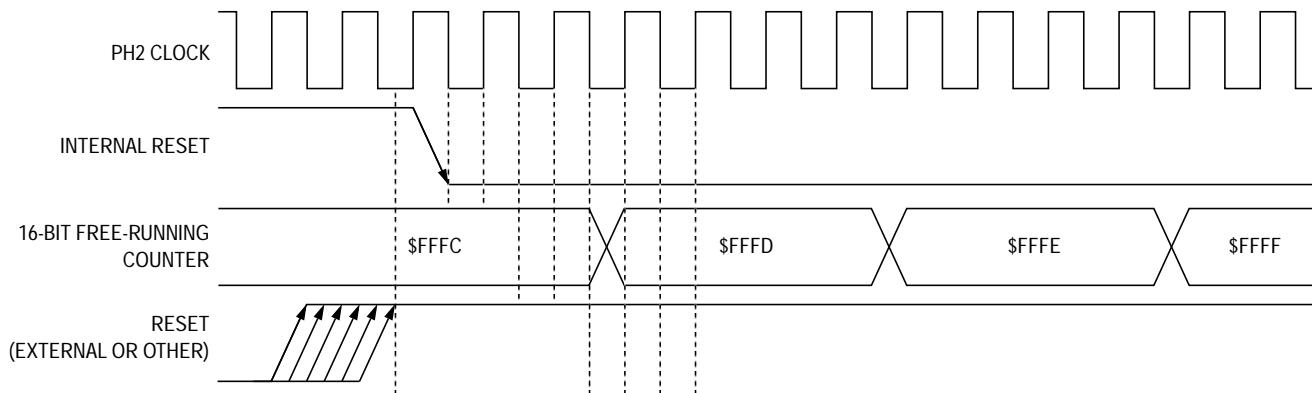 PH2 CLOCK
INTERNAL RESET
16-BIT FREE-RUNNING
COUNTER
$FFFC
$FFFD
$FFFE
$FFFF
RESET
(EXTERNAL OR OTHER)